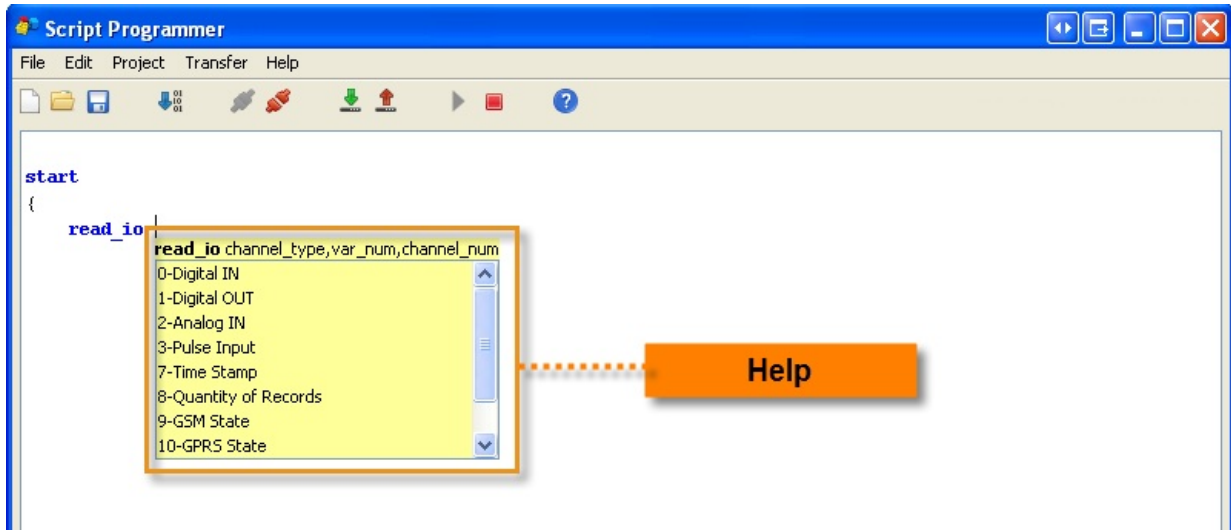 Script Programmer
File Edit Project Transfer Help
start
{
read_io
read_io channel_type,var_num,channel_num
0-Digital IN
1-Digital OUT
2-Analog IN
3-Pulse Input
7-Time Stamp
8-Quantity of Records
9-GSM State
10-GPRS State
Help